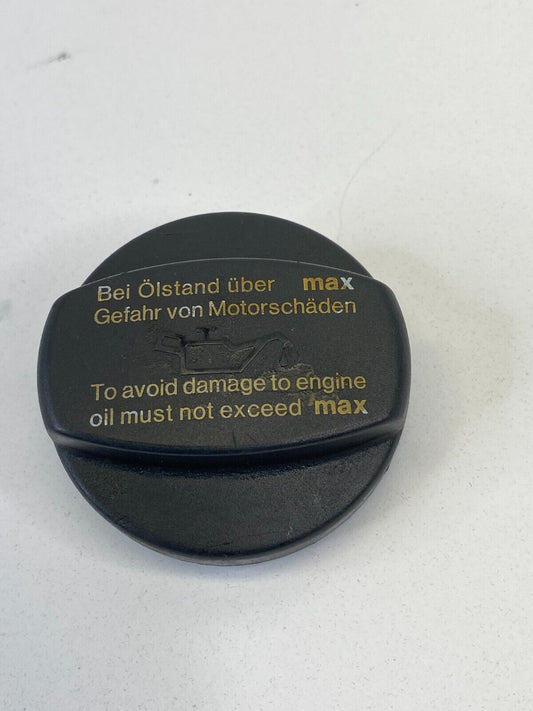 Bei Ölstand über max
Gefahr von Motorschäden
To avoid damage to engine
oil must not exceed max